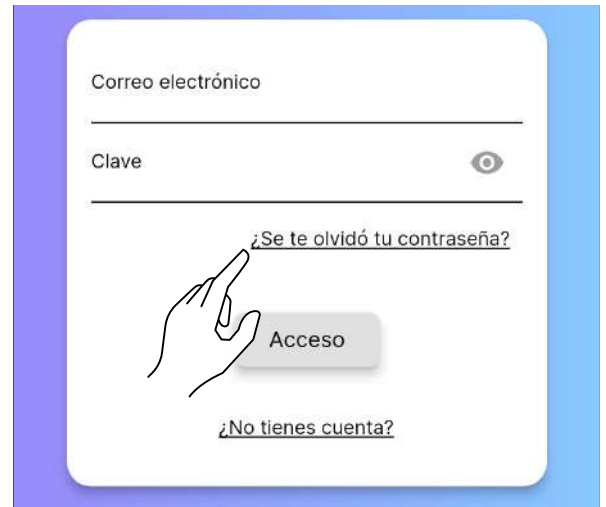 Correo electrónico
Clave
¿Se te olvidó tu contraseña?
Acceso
¿No tienes cuenta?